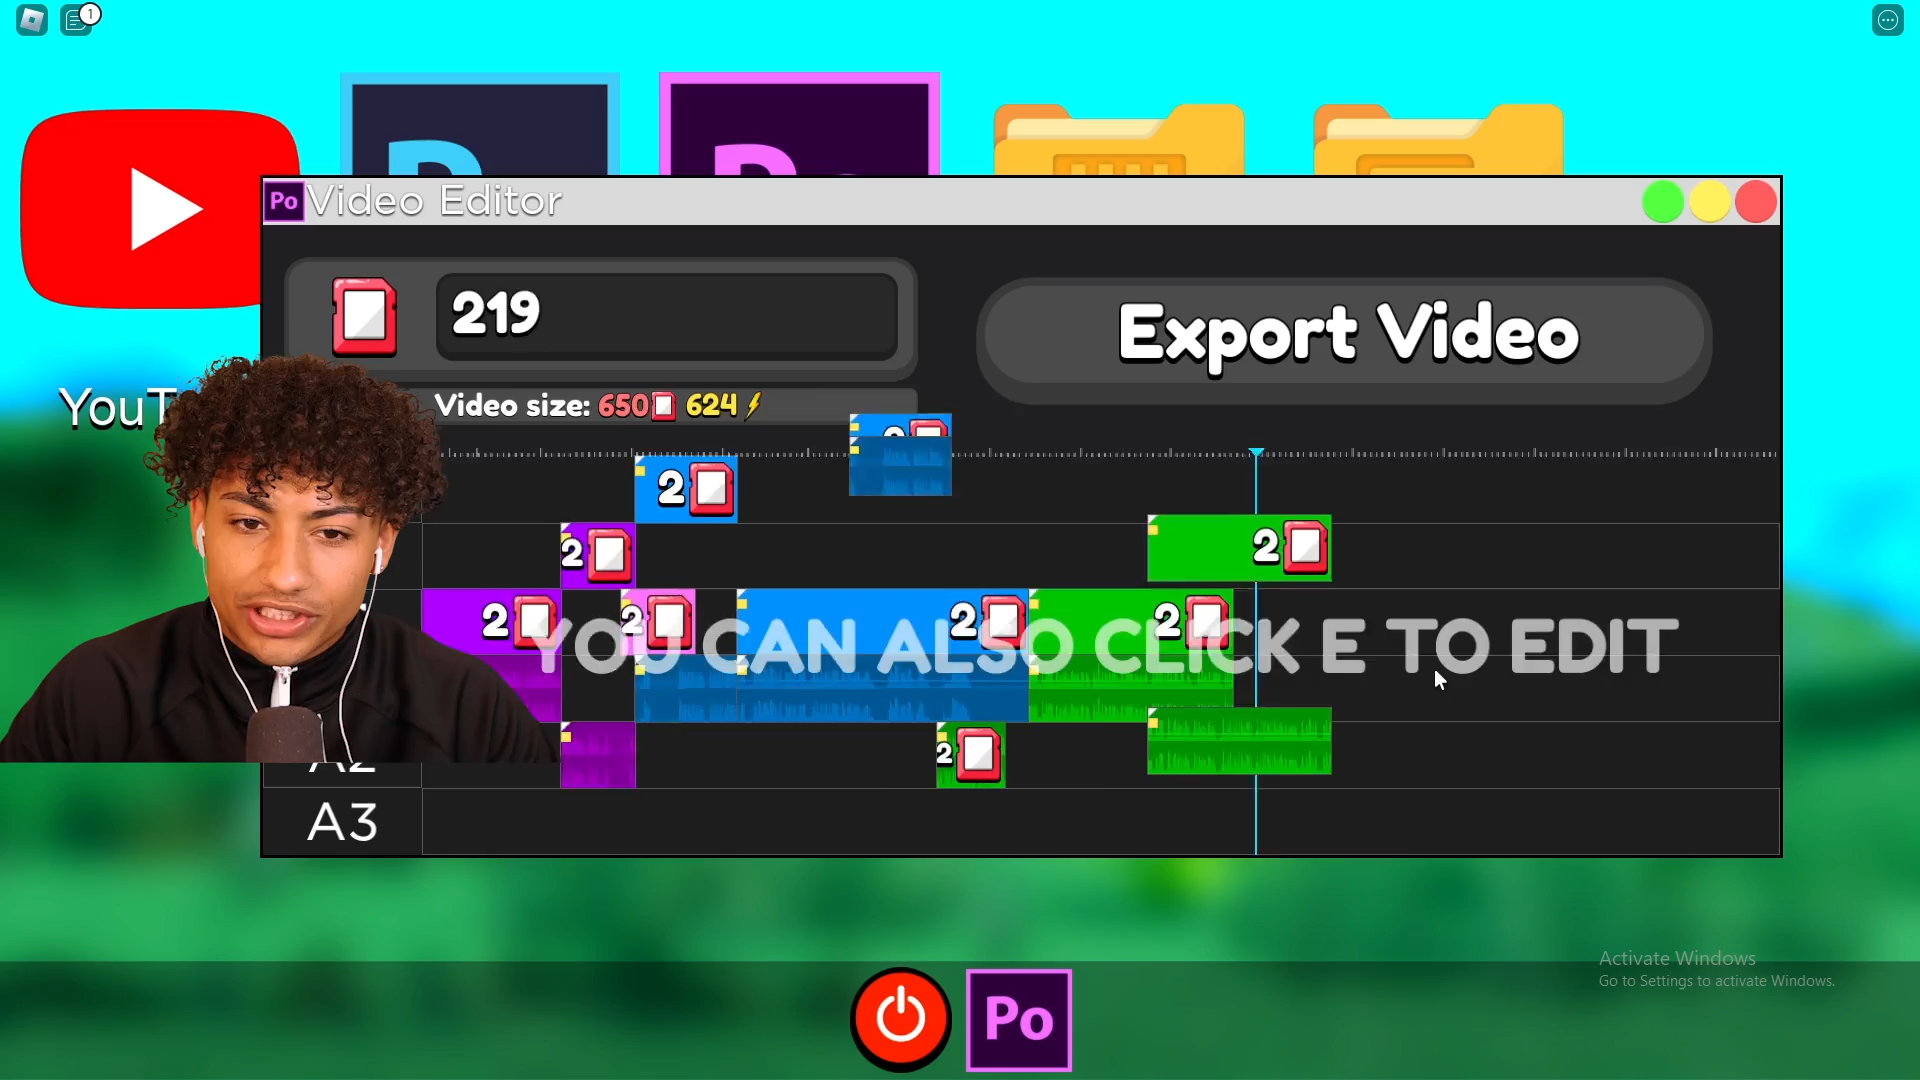 1
Po Video Editor
219
Export Video
Video size: 650 624
2
2
2
2
2
2
2
YOU CAN ALSO CLICK E TO EDIT
2
A3
Activate Windows
Go to Settings to activate Windows.
Po